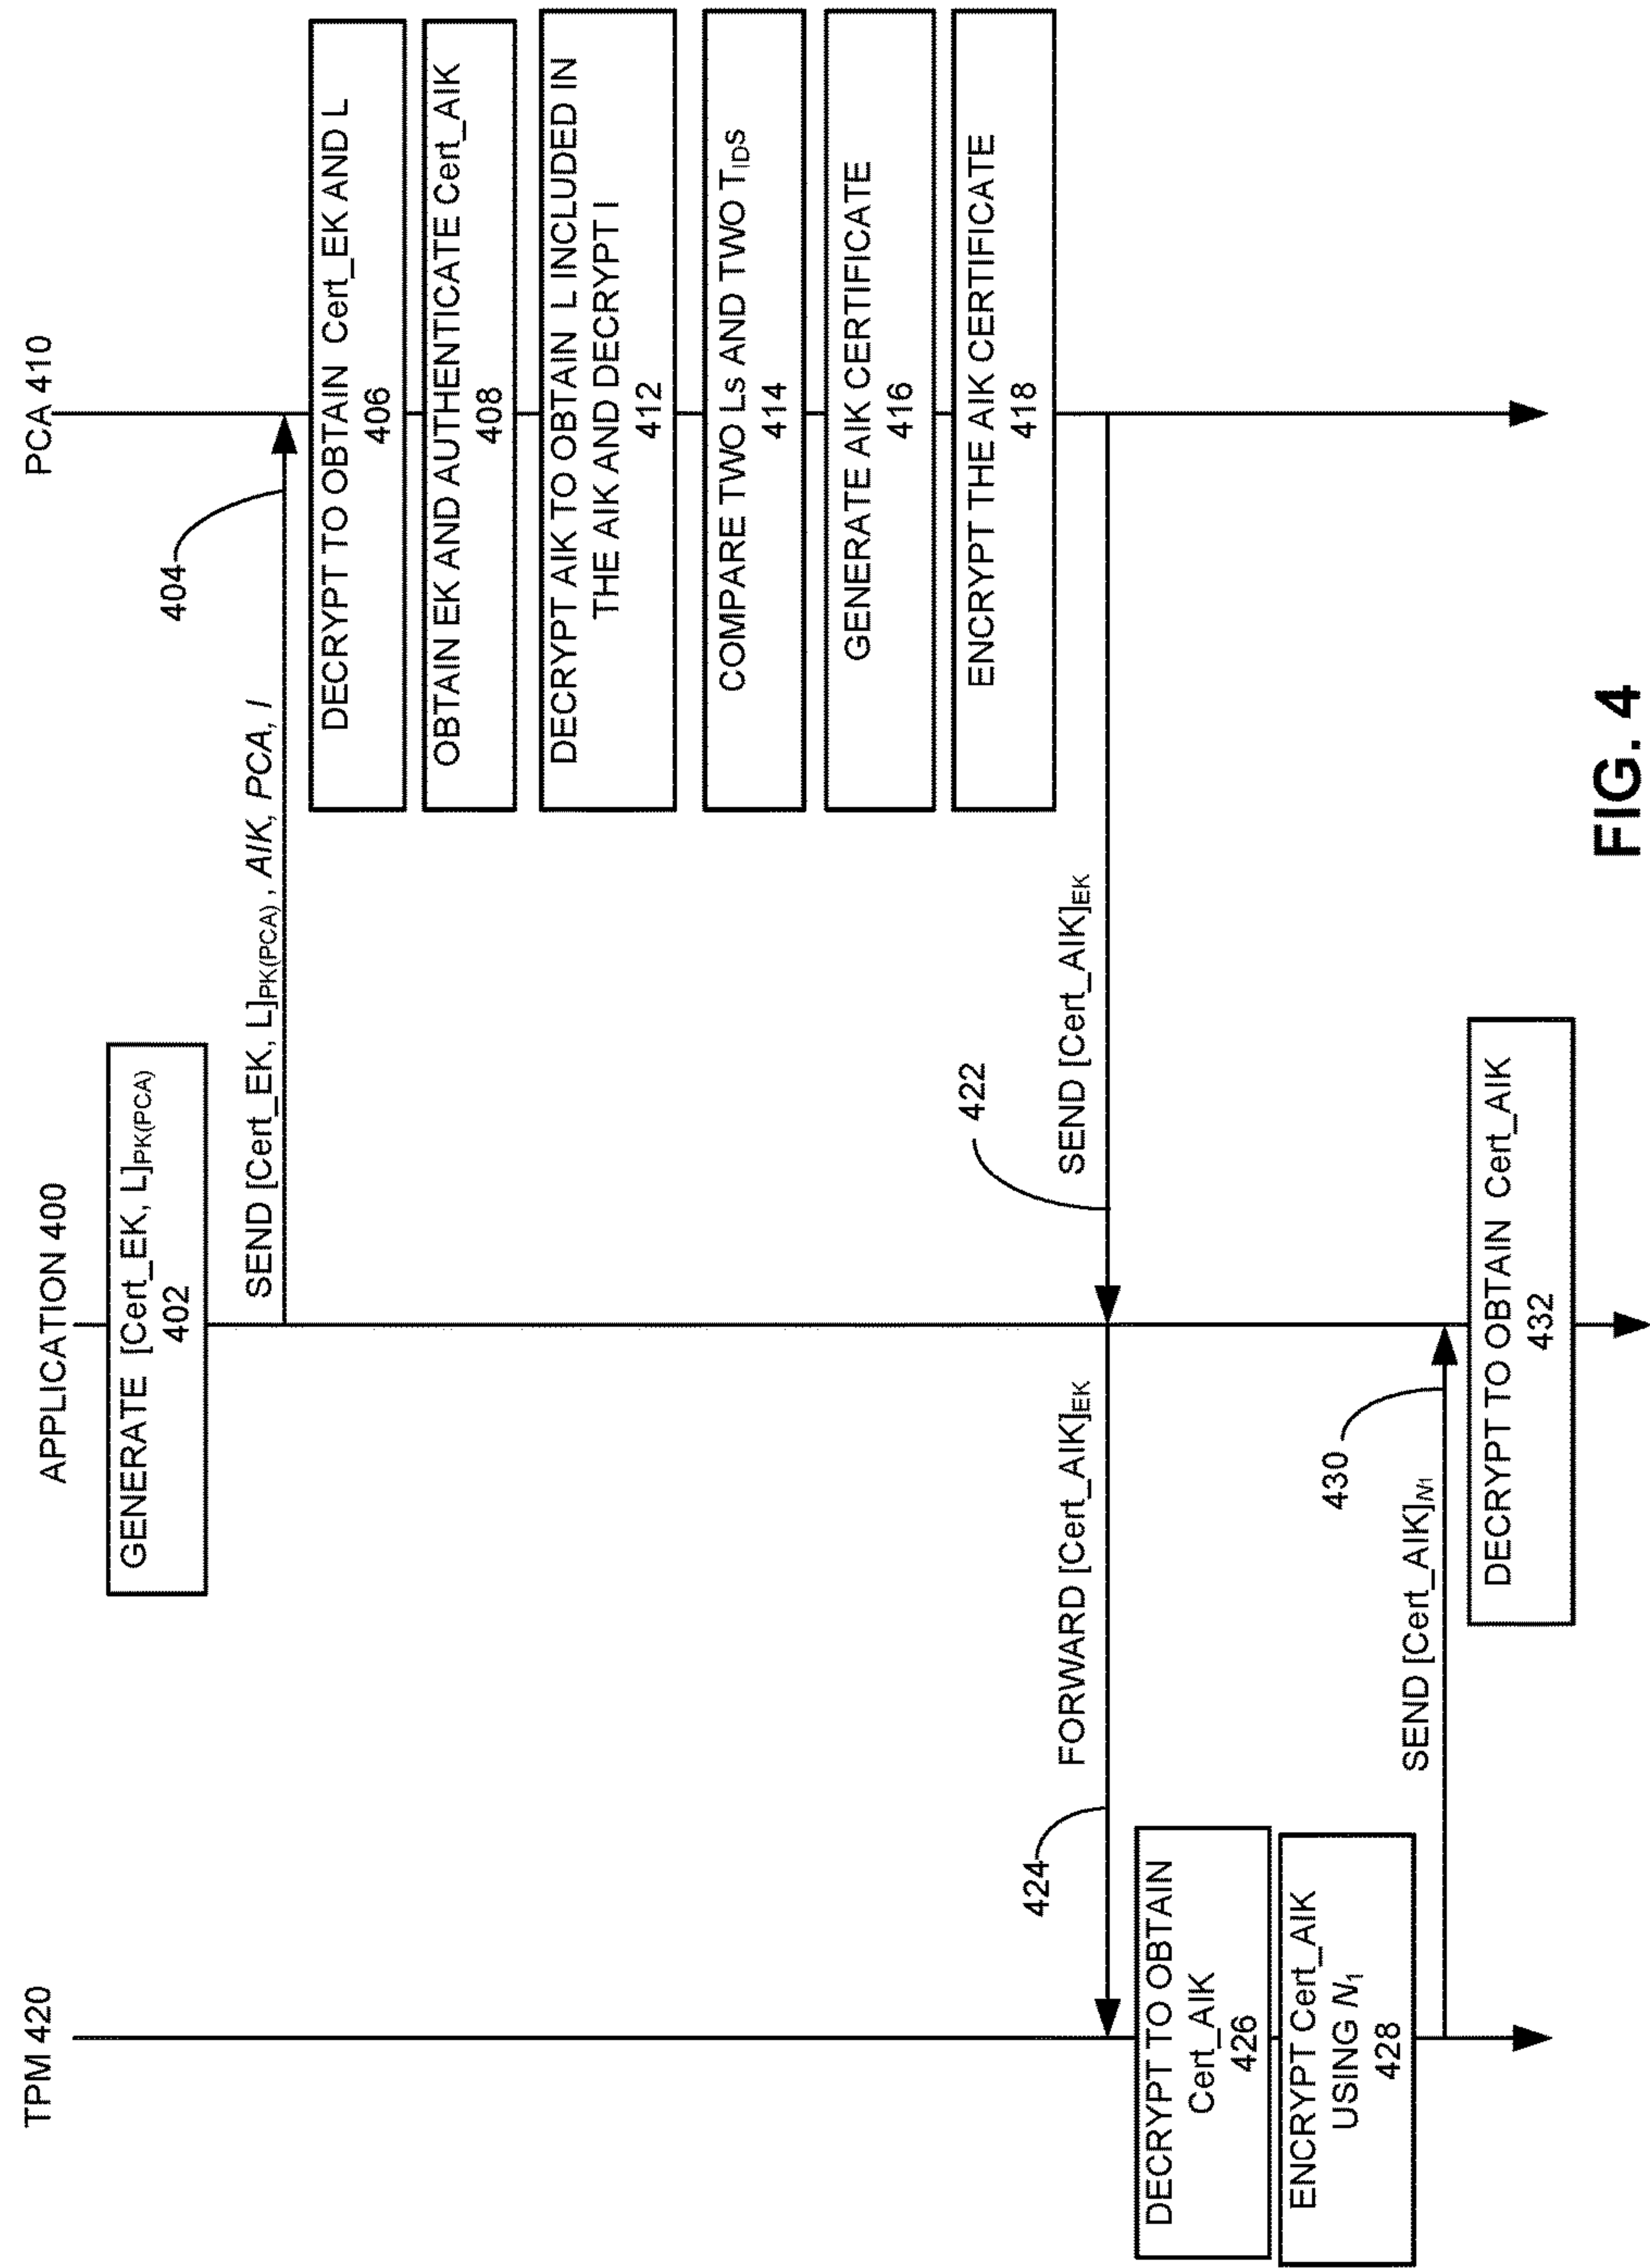 TPM 420
APPLICATION 400
PCA 410
GENERATE [Cert_EK, L]PK(PCA)
402
SEND [Cert_EK, L]PK(PCA) , AIK, PCA, I
404
DECRYPT TO OBTAIN Cert_EK AND L
406
OBTAIN EK AND AUTHENTICATE Cert_AIK
408
DECRYPT AIK TO OBTAIN L INCLUDED IN
THE AIK AND DECRYPT I
412
COMPARE TWO Ls AND TWO TIDS
414
GENERATE AIK CERTIFICATE
416
ENCRYPT THE AIK CERTIFICATE
418
SEND [Cert_AIK]EK
422
FORWARD [Cert_AIK]EK
424
DECRYPT TO OBTAIN
Cert_AIK
426
ENCRYPT Cert_AIK
USING N1
428
SEND [Cert_AIK]N1
430
DECRYPT TO OBTAIN Cert_AIK
432
FIG. 4